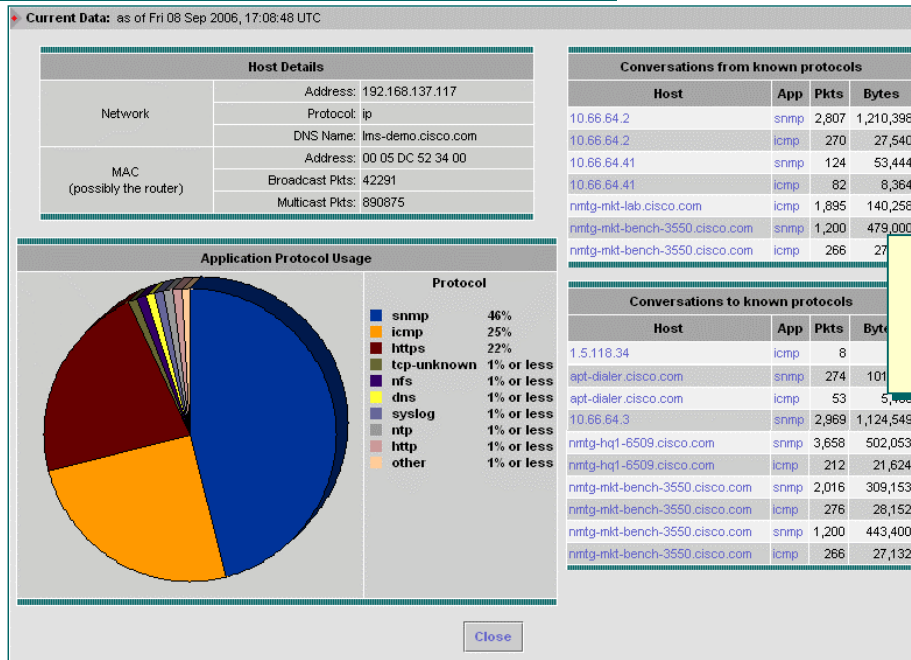 Current Data: as of Fri 08 Sep 2006, 17:08:48 UTC
Host Details
Network
Address: 192.168.137.117
Protocol: ip
DNS Name: lms-demo.cisco.com
MAC
(possibly the router)
Address: 00 05 DC 52 34 00
Broadcast Pkts: 42291
Multicast Pkts: 890875
Application Protocol Usage
Protocol
snmp 46%
icmp 25%
https 22%
tcp-unknown 1% or less
nfs 1% or less
dns 1% or less
syslog 1% or less
ntp 1% or less
http 1% or less
other 1% or less
Conversations from known protocols
Host App Pkts Bytes
10.66.64.2 snmp 2,807 1,210,398
10.66.64.2 icmp 270 27,540
10.66.64.41 snmp 124 53,444
10.66.64.41 icmp 82 8,364
nmtg-mkt-lab.cisco.com icmp 1,895 140,258
nmtg-mkt-bench-3550.cisco.com snmp 1,200 479,000
nmtg-mkt-bench-3550.cisco.com icmp 266 27
Conversations to known protocols
Host App Pkts Byte
1.5.118.34 icmp 8
apt-dialer.cisco.com snmp 274 101
apt-dialer.cisco.com icmp 53
10.66.64.3 snmp 2,969 1,124,549
nmtg-hq1-6509.cisco.com snmp 3,658 502,053
nmtg-hq1-6509.cisco.com icmp 212 21,624
nmtg-mkt-bench-3550.cisco.com snmp 2,016 309,153
nmtg-mkt-bench-3550.cisco.com icmp 276 28,152
nmtg-mkt-bench-3550.cisco.com snmp 1,200 443,400
nmtg-mkt-bench-3550.cisco.com icmp 266 27,132
Close